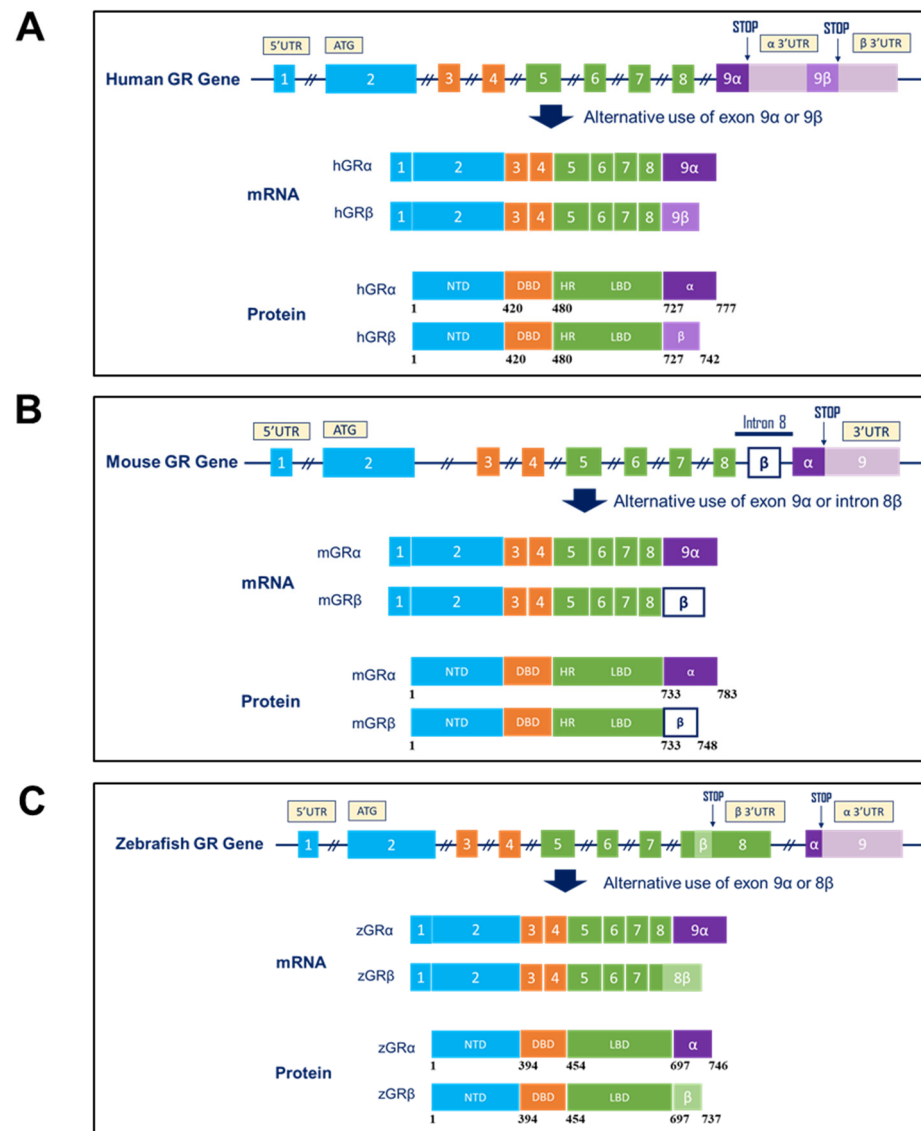 A
STOP STOP
5'UTR ATG α 3'UTR β 3'UTR
Human GR Gene 1 2 3 4 5 6 7 8 9α 9β
Alternative use of exon 9α or 9β
hGRα 1 2 3 4 5 6 7 8 9α
mRNA
hGRβ 1 2 3 4 5 6 7 8 9β
hGRα NTD DBD HR LBD α
1 420 480 727 777
Protein
hGRβ NTD DBD HR LBD β
1 420 480 727 742
B
Intron 8 STOP
5'UTR ATG 3'UTR
Mouse GR Gene 1 2 3 4 5 6 7 8 β α 9
Alternative use of exon 9α or intron 8β
mGRα 1 2 3 4 5 6 7 8 9α
mRNA
mGRβ 1 2 3 4 5 6 7 8 β
mGRα NTD DBD HR LBD α
1 733 783
Protein
mGRβ NTD DBD HR LBD β
1 733 748
C
STOP STOP
5'UTR ATG β 3'UTR α 3'UTR
Zebrafish GR Gene 1 2 3 4 5 6 7 β 8 α 9
Alternative use of exon 9α or 8β
zGRα 1 2 3 4 5 6 7 8 9α
mRNA
zGRβ 1 2 3 4 5 6 7 8β
zGRα NTD DBD LBD α
1 394 454 697 746
Protein
zGRβ NTD DBD LBD β
1 394 454 697 737